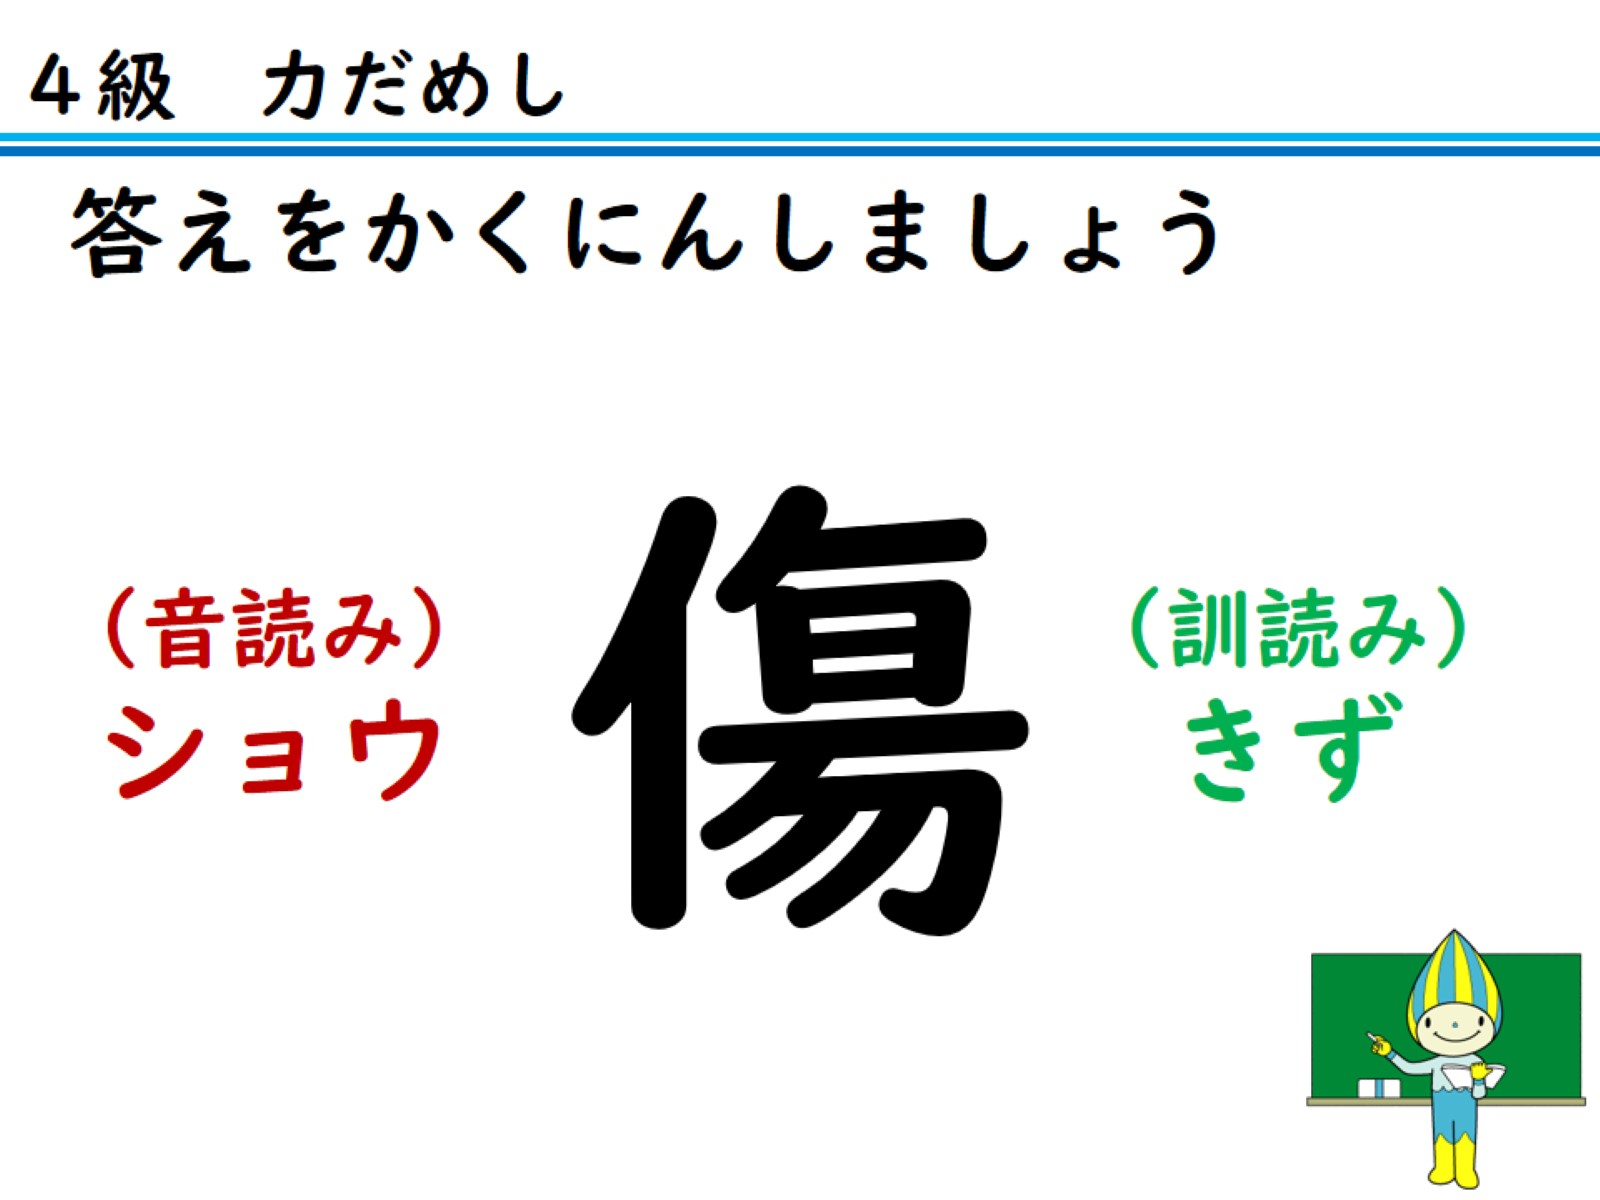 ４級　力だめし
答えをかくにんしましょう
（音読み）
ショウ
傷
（訓読み）
きず